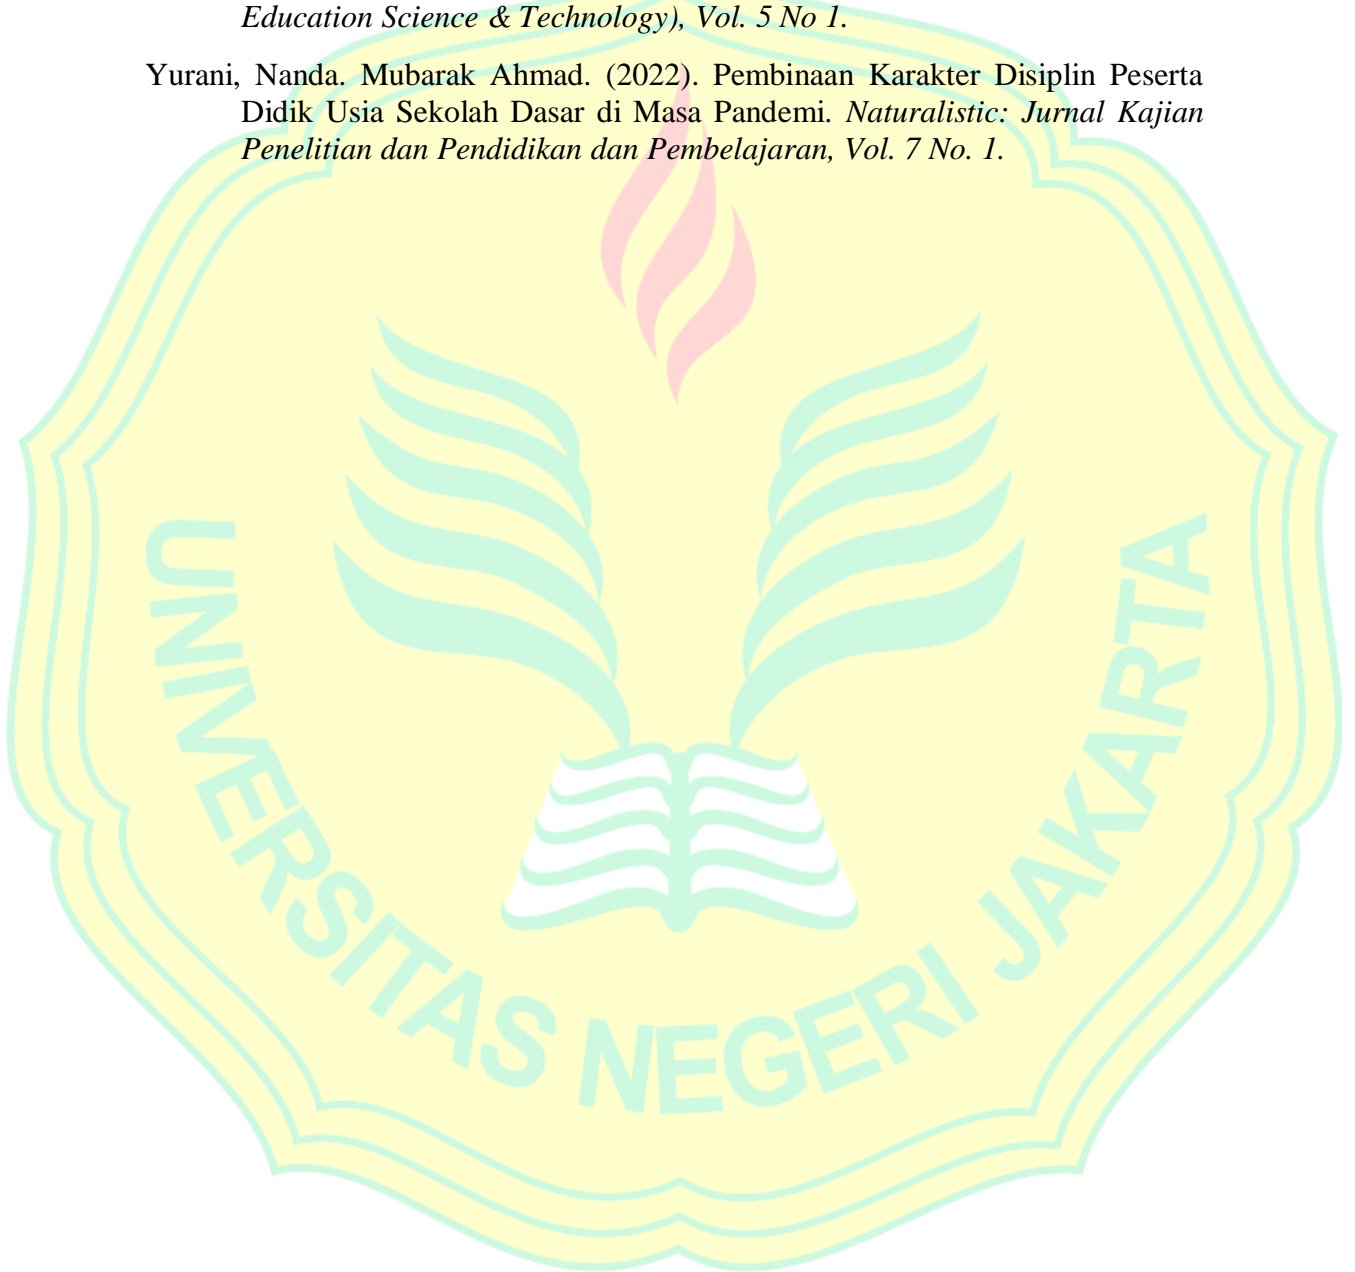 Education Science & Technology), Vol. 5 No 1.
Yurani, Nanda. Mubarak Ahmad. (2022). Pembinaan Karakter Disiplin Peserta
Didik Usia Sekolah Dasar di Masa Pandemi. Naturalistic: Jurnal Kajian
Penelitian dan Pendidikan dan Pembelajaran, Vol. 7 No. 1.
UNIVERSITAS NEGERI JAKARTA